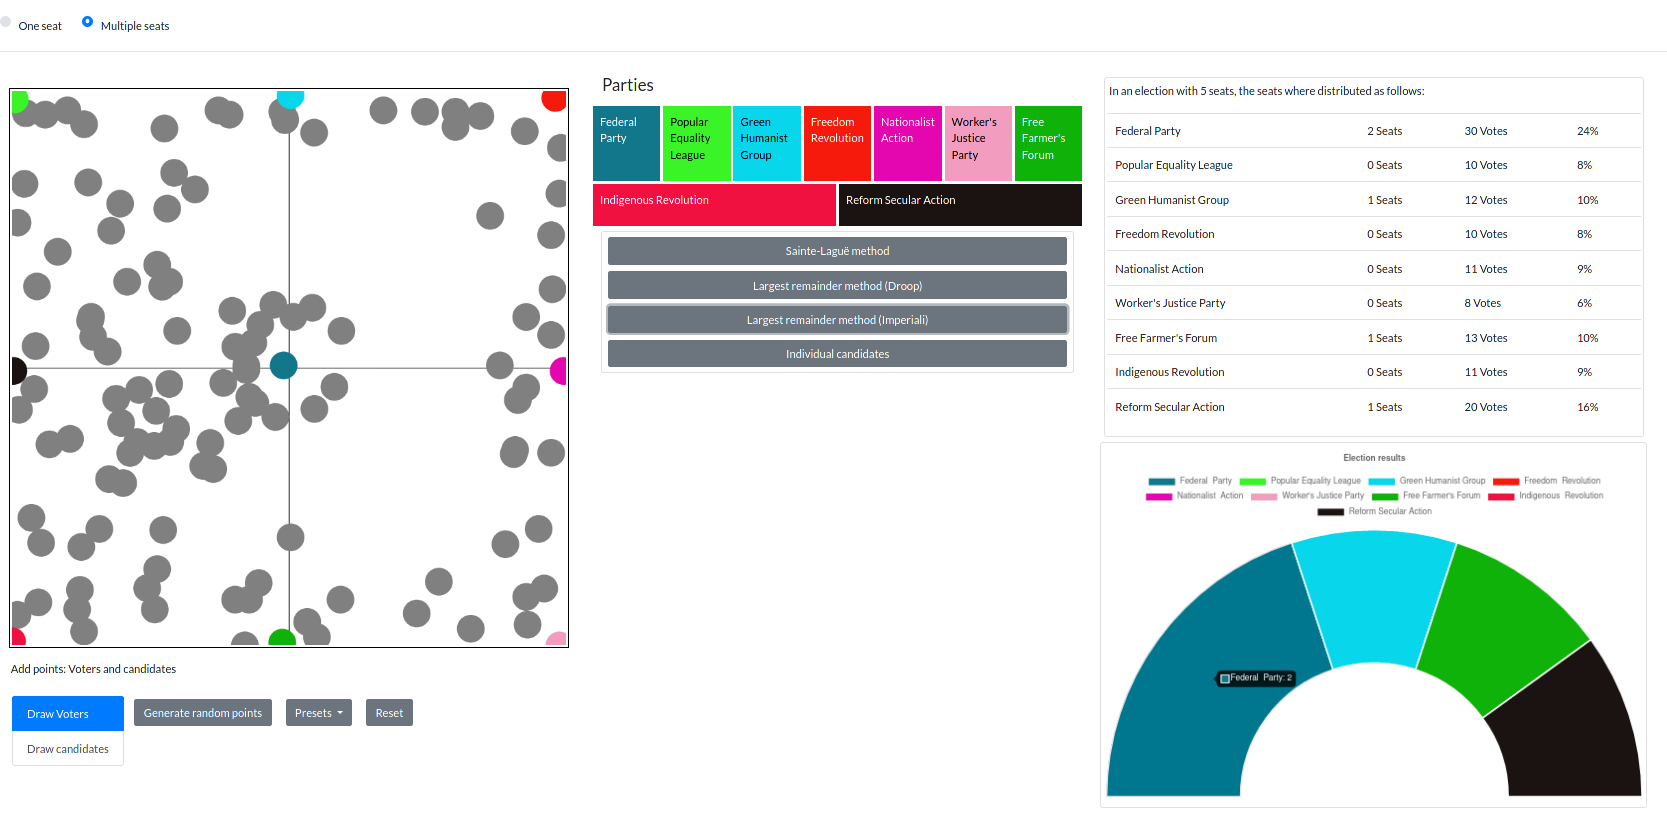 One seat
Multiple seats
Parties
Federal
Party
Popular
Equality
League
Green
Humanist
Group
Freedom
Revolution
Nationalist
Action
Worker's
Justice
Party
Free
Farmer's
Forum
Indigenous Revolution
Reform Secular Action
Sainte-Laguë method
Largest remainder method (Droop)
Largest remainder method (Imperiali)
Individual candidates
Add points: Voters and candidates
Draw Voters
Generate random points
Presets
Reset
Draw candidates
In an election with 5 seats, the seats where distributed as follows:
Federal Party 2 Seats 30 Votes 24%
Popular Equality League 0 Seats 10 Votes 8%
Green Humanist Group 1 Seats 12 Votes 10%
Freedom Revolution 0 Seats 10 Votes 8%
Nationalist Action 0 Seats 11 Votes 9%
Worker's Justice Party 0 Seats 8 Votes 6%
Free Farmer's Forum 1 Seats 13 Votes 10%
Indigenous Revolution 0 Seats 11 Votes 9%
Reform Secular Action 1 Seats 20 Votes 16%
Election results
Federal Party Popular Equality League Green Humanist Group Freedom Revolution
Nationalist Action Worker's Justice Party Free Farmer's Forum Indigenous Revolution
Reform Secular Action
Federal Party: 2